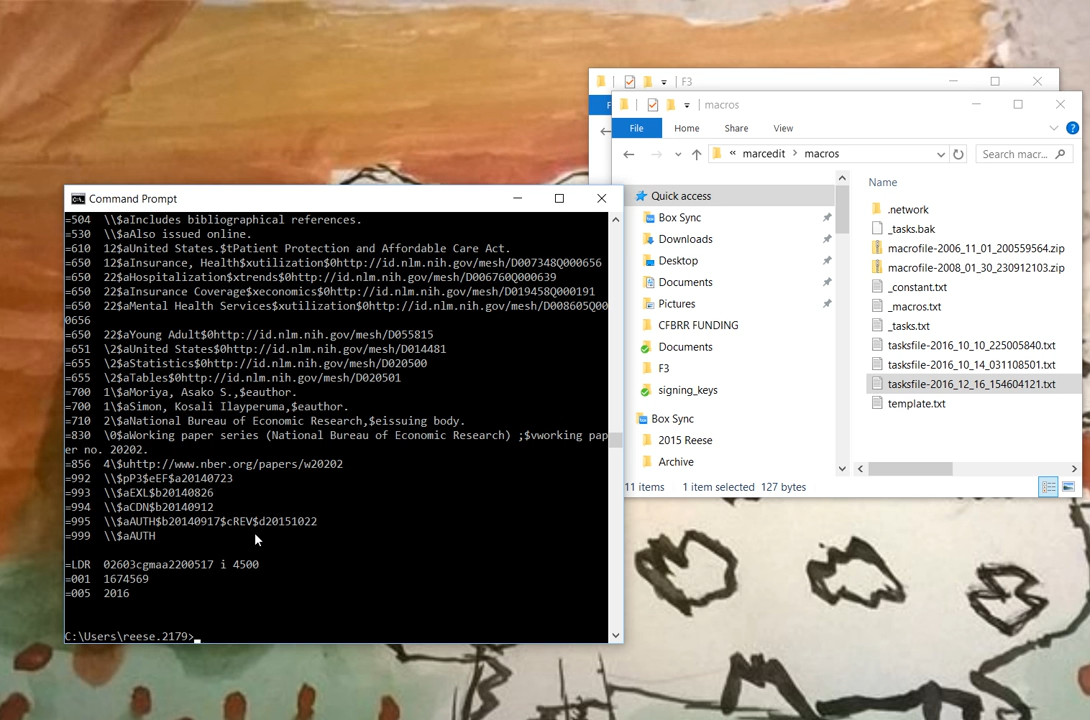 F3
macros
File
Home
Share
View
« marcedit > macros
Search macr...
Quick access
Box Sync
Downloads
Desktop
Documents
Pictures
CFBRR FUNDING
Documents
F3
signing_keys
Box Sync
2015 Reese
Archive
Name
.network
_tasks.bak
macrofile-2006_11_01_200559564.zip
macrofile-2008_01_30_230912103.zip
_constant.txt
_macros.txt
_tasks.txt
tasksfile-2016_10_10_225005840.txt
tasksfile-2016_10_14_031108501.txt
tasksfile-2016_12_16_154604121.txt
template.txt
11 items 1 item selected 127 bytes
Command Prompt
=504 \\$aIncludes bibliographical references.
=530 \\$aAlso issued online.
=610 12$aUnited States.$tPatient Protection and Affordable Care Act.
=650 12$aInsurance, Health$xutilization$0http://id.nlm.nih.gov/mesh/D007348Q000656
=650 22$aHospitalization$xtrends$0http://id.nlm.nih.gov/mesh/D006760Q000639
=650 22$aInsurance Coverage$xeconomics$0http://id.nlm.nih.gov/mesh/D019458Q000191
=650 22$aMental Health Services$xutilization$0http://id.nlm.nih.gov/mesh/D008605Q00
0656
=650 22$aYoung Adult$0http://id.nlm.nih.gov/mesh/D055815
=651 \2$aUnited States$0http://id.nlm.nih.gov/mesh/D014481
=655 \2$aStatistics$0http://id.nlm.nih.gov/mesh/D020500
=655 \2$aTables$0http://id.nlm.nih.gov/mesh/D020501
=700 1\$aMoriya, Asako S.,$eauthor.
=700 1\$aSimon, Kosali Ilayperuma,$eauthor.
=710 2\$aNational Bureau of Economic Research,$eissuing body.
=830 \0$aWorking paper series (National Bureau of Economic Research) ;$vworking pap
er no. 20202.
=856 4\$uhttp://www.nber.org/papers/w20202
=992 \\$pP3$eEF$a20140723
=993 \\$aEXL$b20140826
=994 \\$aCDN$b20140912
=995 \\$aAUTH$b20140917$cREV$d20151022
=999 \\$aAUTH
=LDR 02603cgmaa2200517 i 4500
=001 1674569
=005 2016
C:\Users\reese.2179>